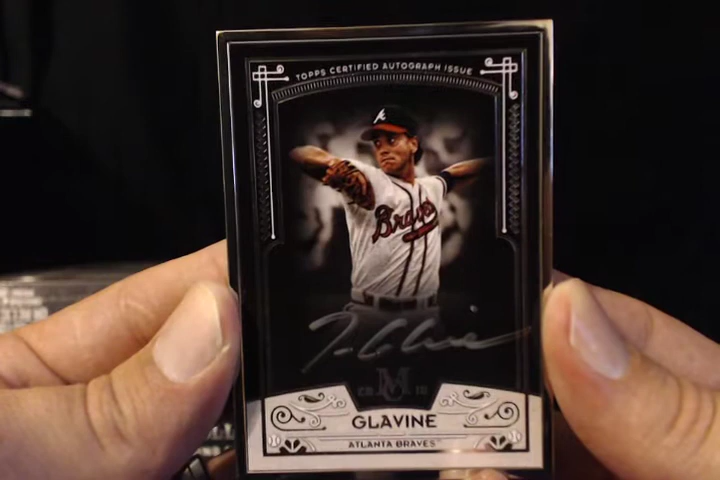 TOPPS CERTIFIED AUTOGRAPH ISSUE
Braves
M
GLAVINE
ATLANTA BRAVES